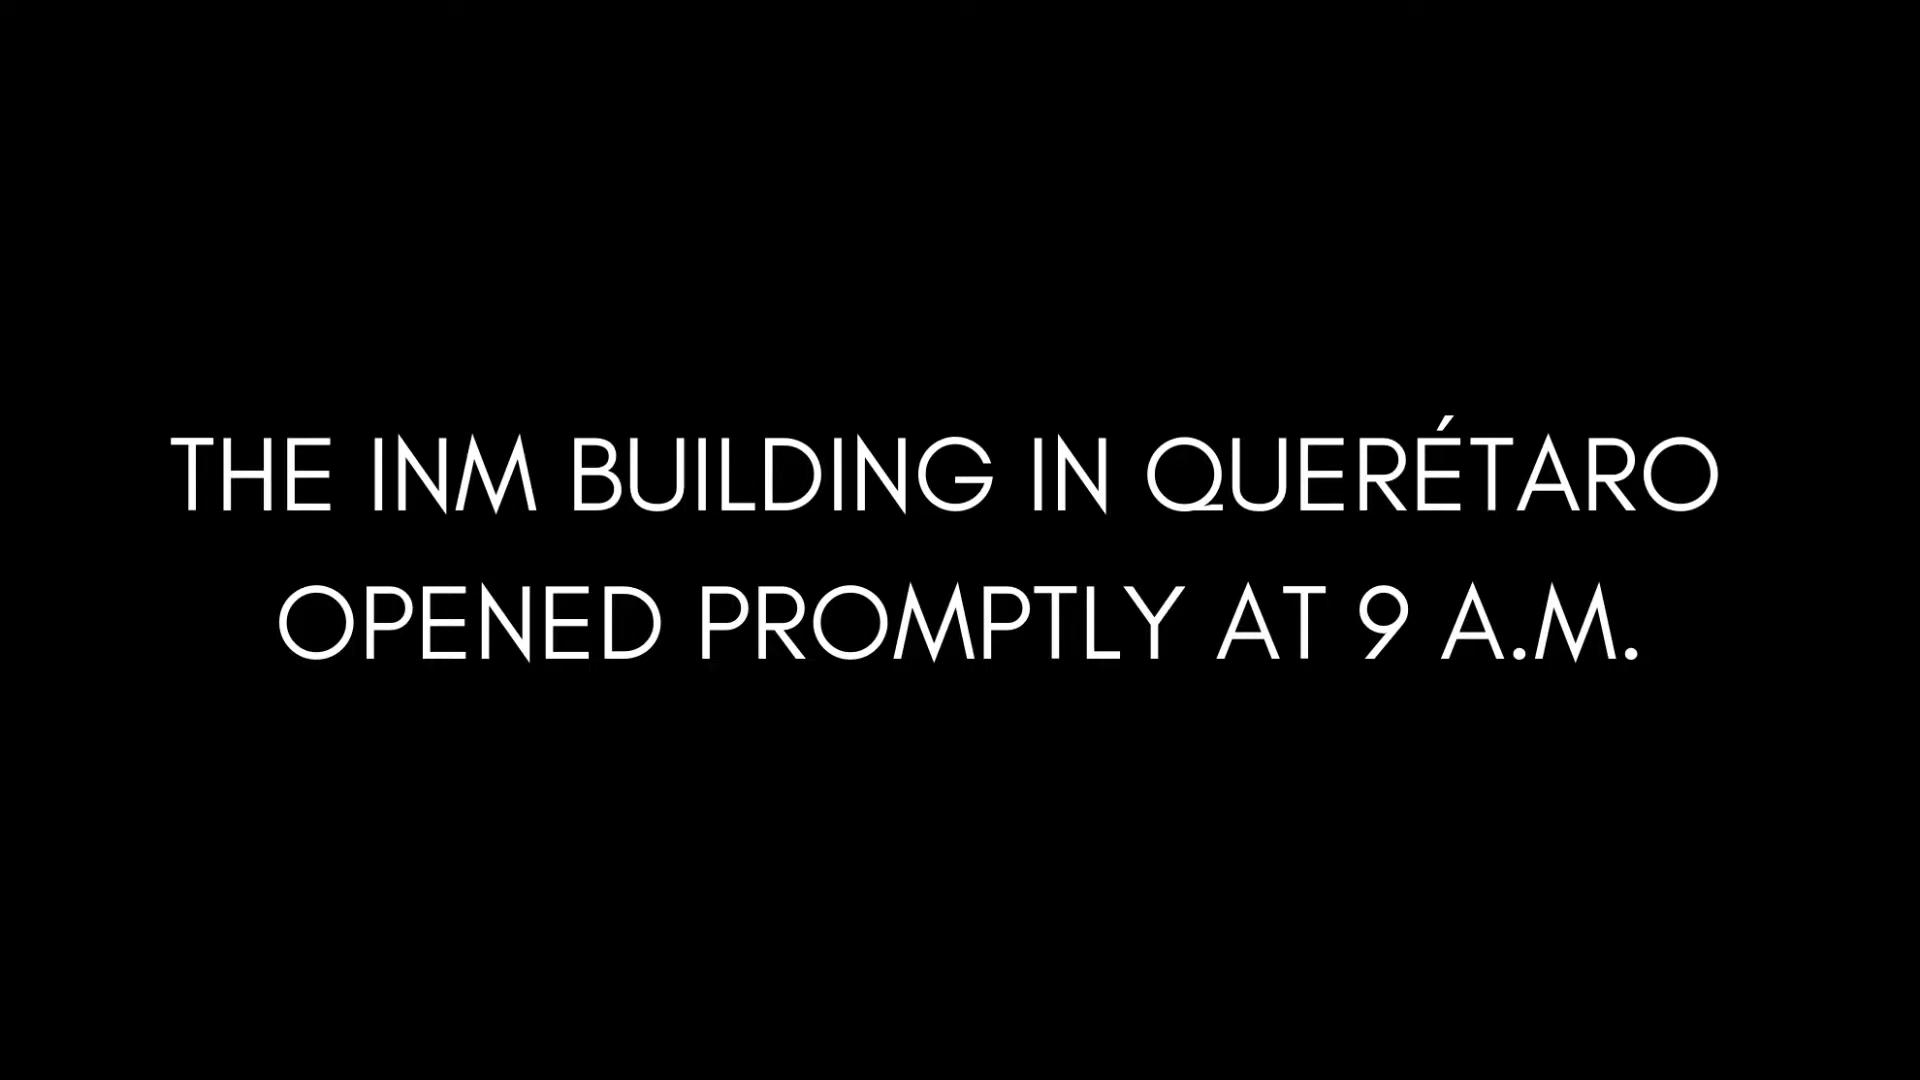 THE INM BUILDING IN QUERÉTARO
OPENED PROMPTLY AT 9 A.M.